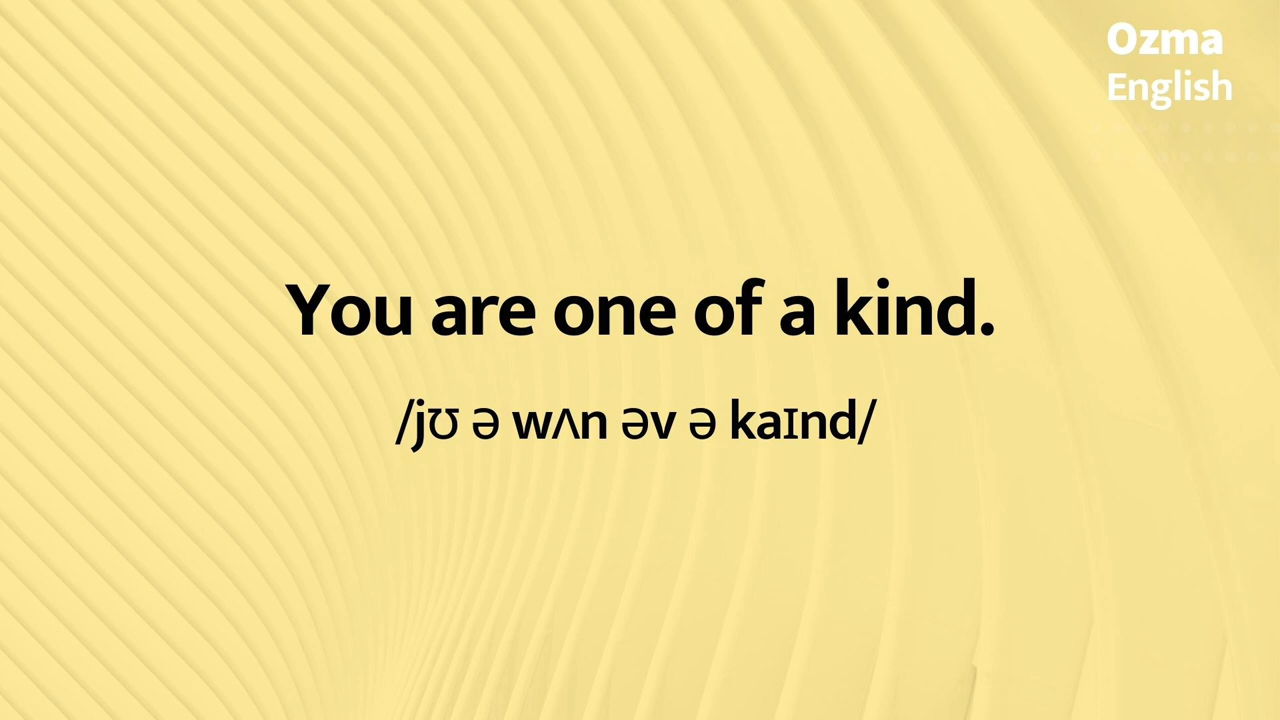 Ozma
English
You are one of a kind.
/jʊ ə wʌn əv ə kaɪnd/